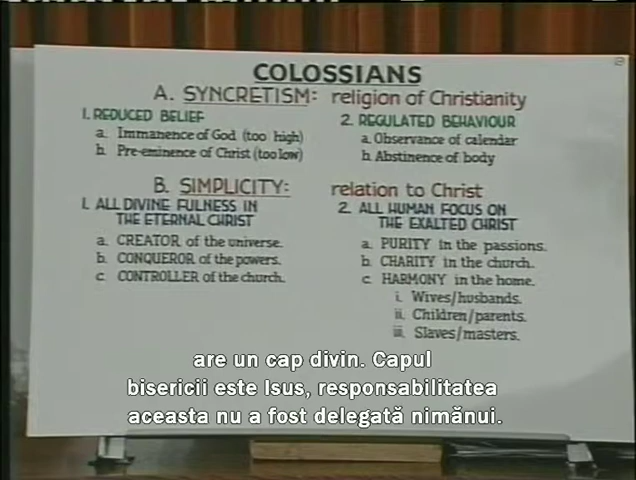 COLOSSIANS
A. SYNCRETISM: religion of Christianity
1. REDUCED BELIEF
a. Immanence of God (too high)
b. Pre-eminence of Christ (too low)
2. REGULATED BEHAVIOUR
a. Observance of calendar
b. Abstinence of body
B. SIMPLICITY: relation to Christ
1. ALL DIVINE FULNESS IN
THE ETERNAL CHRIST
a. CREATOR of the universe.
b. CONQUEROR of the powers.
c. CONTROLLER of the church.
2. ALL HUMAN FOCUS ON
THE EXALTED CHRIST
a. PURITY in the passions.
b. CHARITY in the church.
c. HARMONY in the home.
i. Wives/husbands.
ii. Children/parents.
iii. Slaves/masters.
are un cap divin. Capul
bisericii este Isus, responsabilitatea
aceasta nu a fost delegată nimănui.